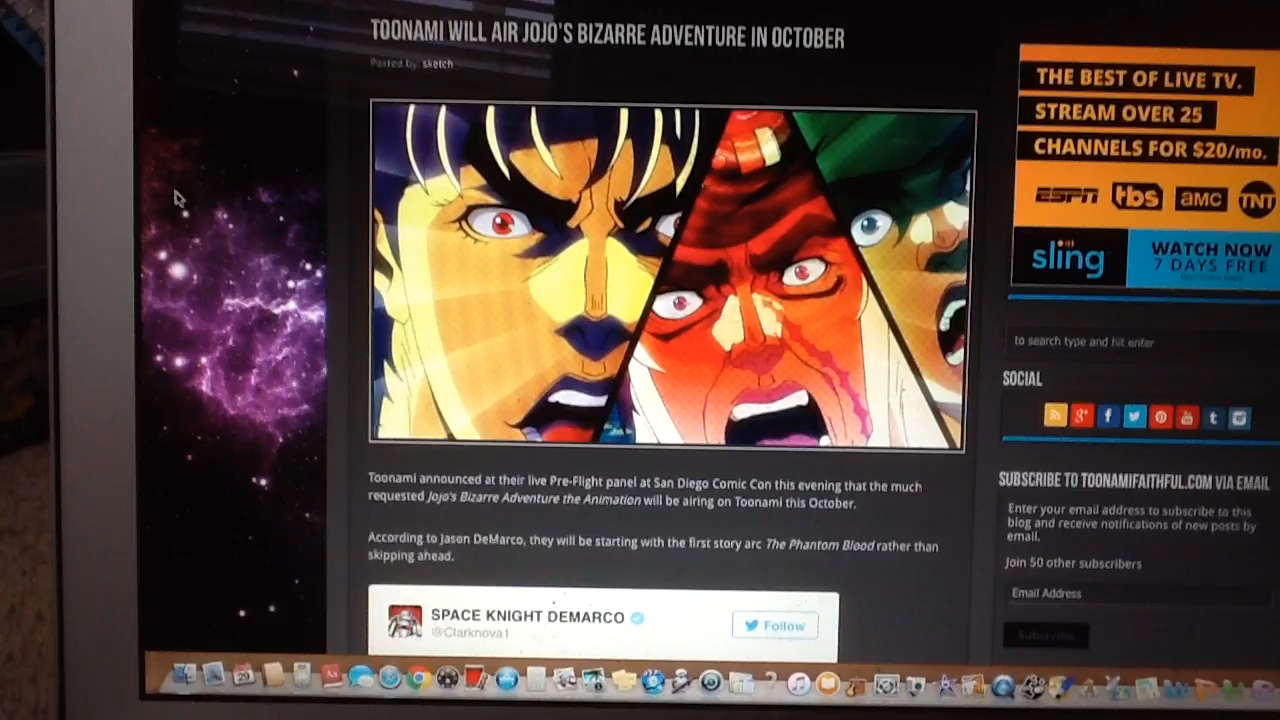 TOONAMI WILL AIR JOJO'S BIZARRE ADVENTURE IN OCTOBER
Posted by: sketch
Toonami announced at their live Pre-Flight panel at San Diego Comic Con this evening that the much
requested Jojo's Bizarre Adventure the Animation will be airing on Toonami this October.
According to Jason DeMarco, they will be starting with the first story arc The Phantom Blood rather than
skipping ahead.
SPACE KNIGHT DEMARCO
@Clarknova1
Follow
THE BEST OF LIVE TV.
STREAM OVER 25
CHANNELS FOR $20/mo.
ESPN tbs aMC TNT
sling
WATCH NOW
7 DAYS FREE
to search type and hit enter
SOCIAL
SUBSCRIBE TO TOONAMIFAITHFUL.COM VIA EMAIL
Enter your email address to subscribe to this
blog and receive notifications of new posts by
email.
Join 50 other subscribers
Email Address
Subscribe